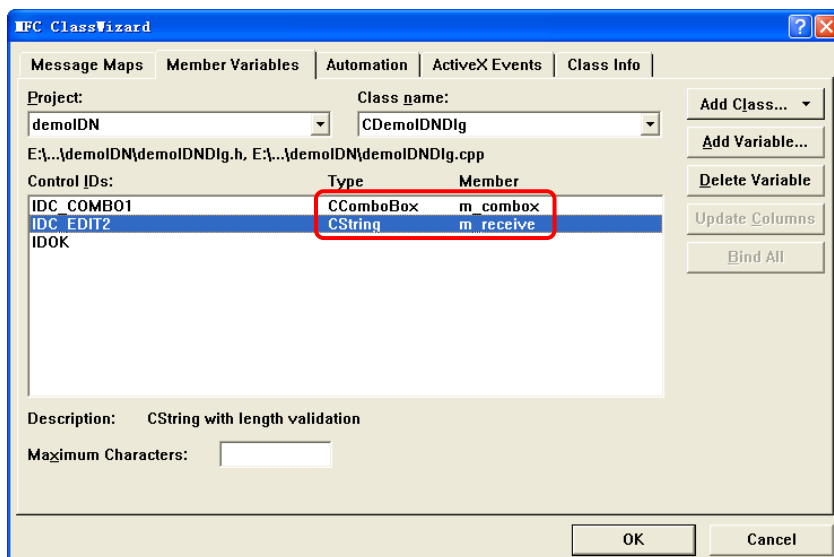 MFC ClassWizard
Message Maps Member Variables Automation ActiveX Events Class Info
Project: Class name:
demoIDN CDemoIDNDlg
E:\...\demoIDN\demoIDNDlg.h, E:\...\demoIDN\demoIDNDlg.cpp
Control IDs: Type Member
IDC_COMBO1 CComboBox m_combox
IDC_EDIT2 CString m_receive
IDOK
Add Class...
Add Variable...
Delete Variable
Update Columns
Bind All
Description: CString with length validation
Maximum Characters:
OK Cancel